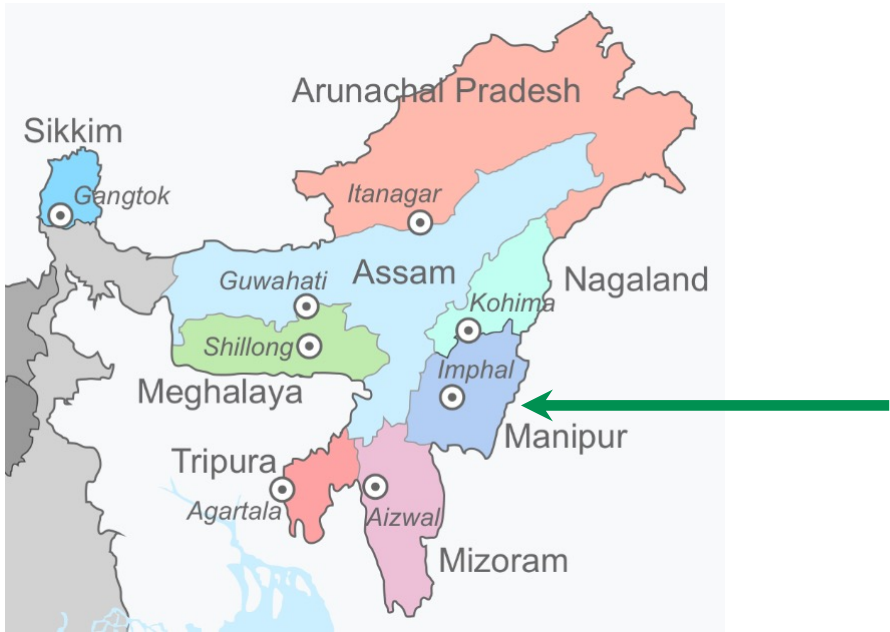 Arunachal Pradesh
Sikkim
Gangtok
Itanagar
Guwahati
Assam
Nagaland
Kohima
Shillong
Imphal
Meghalaya
Manipur
Tripura
Agartala
Aizwal
Mizoram